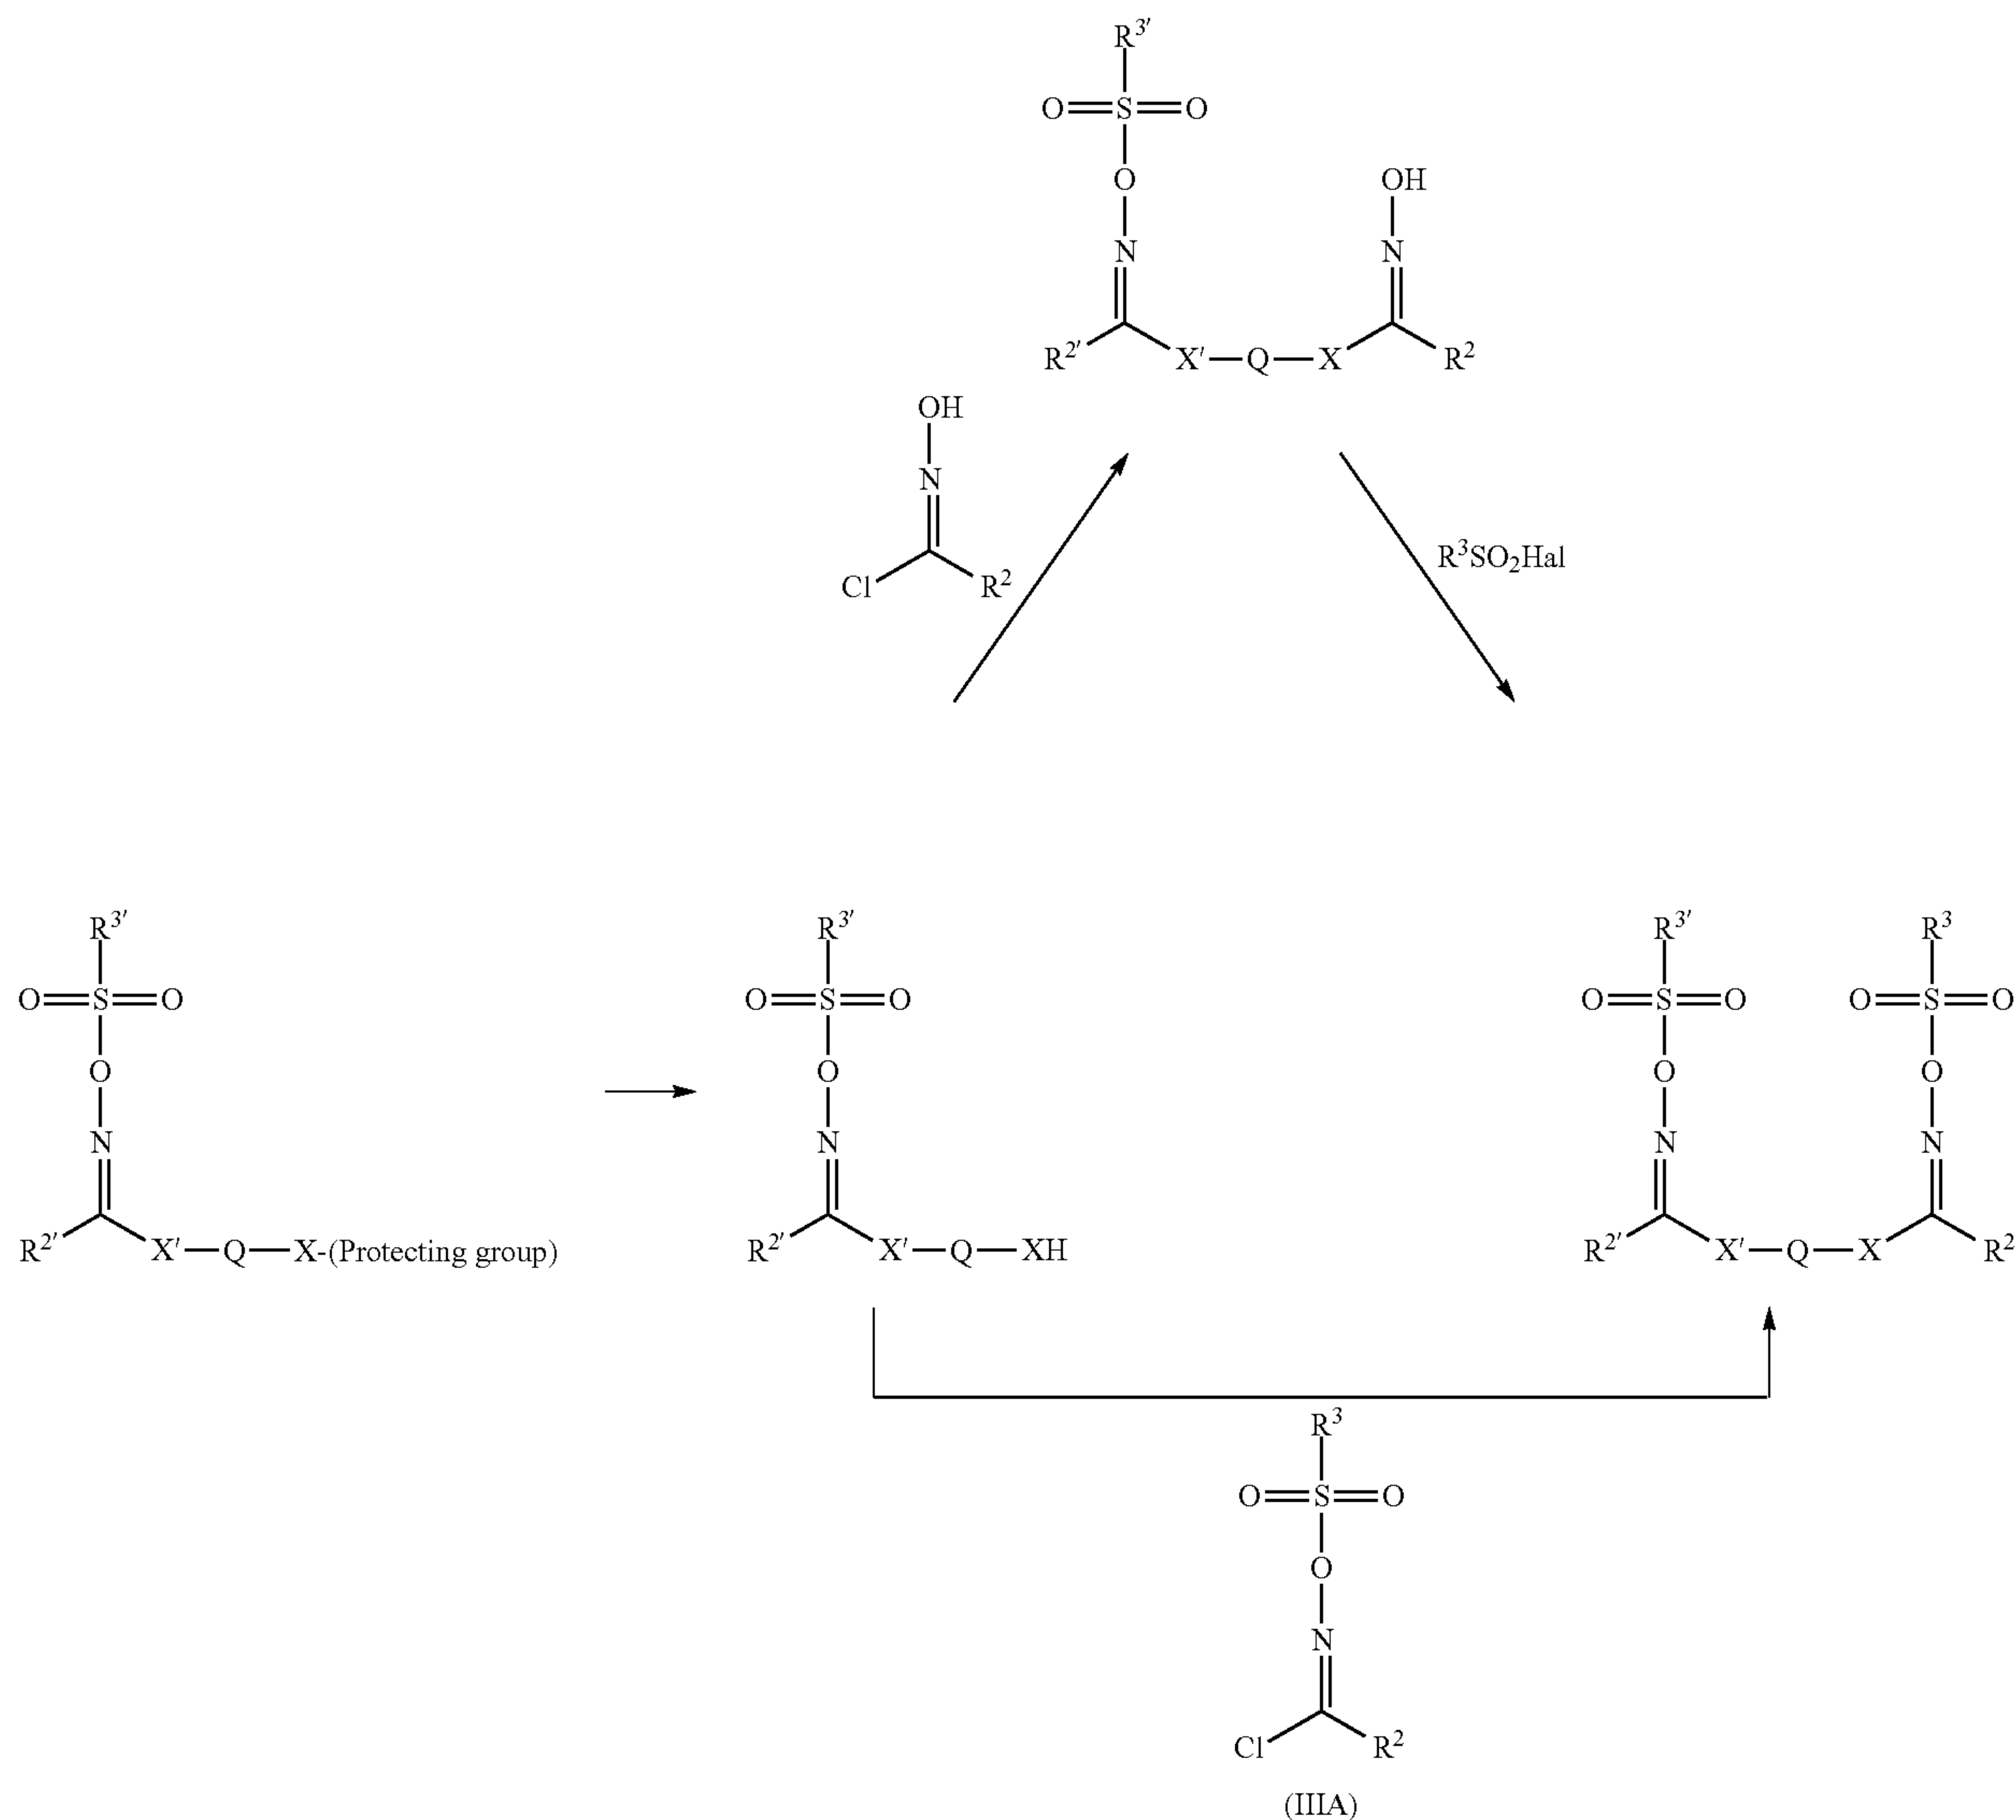 R3′
O S O
O OH
N N
R2′ X′ Q X R2
OH
N
Cl R2
R3SO2Hal
R3′ R3′ R3′ R3
O S O O S O O S O O S O
O O O O
N N N N
R2′ X′ Q X-(Protecting group) R2′ X′ Q XH R2′ X′ Q X R2
R3
O S O
O
N
Cl R2
(IIIA)